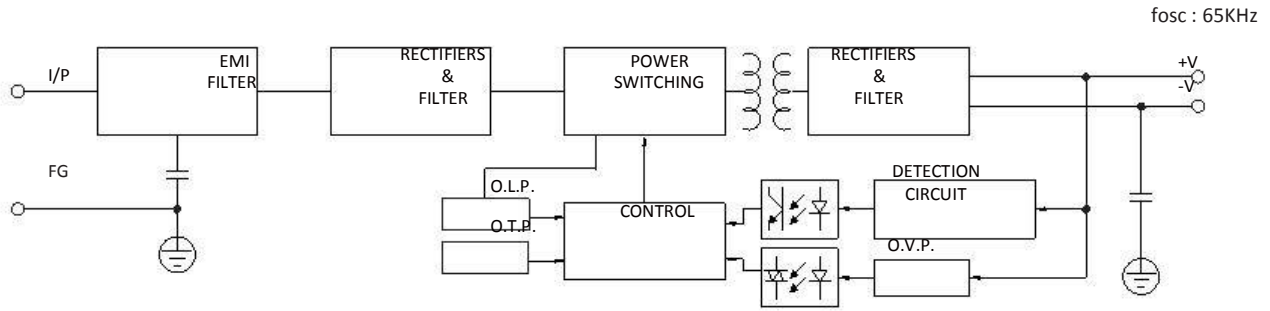 fosc : 65KHz
I/P
EMI
FILTER
RECTIFIERS
&
FILTER
POWER
SWITCHING
RECTIFIERS
&
FILTER
+V
-V
FG
O.L.P.
O.T.P.
CONTROL
DETECTION
CIRCUIT
O.V.P.